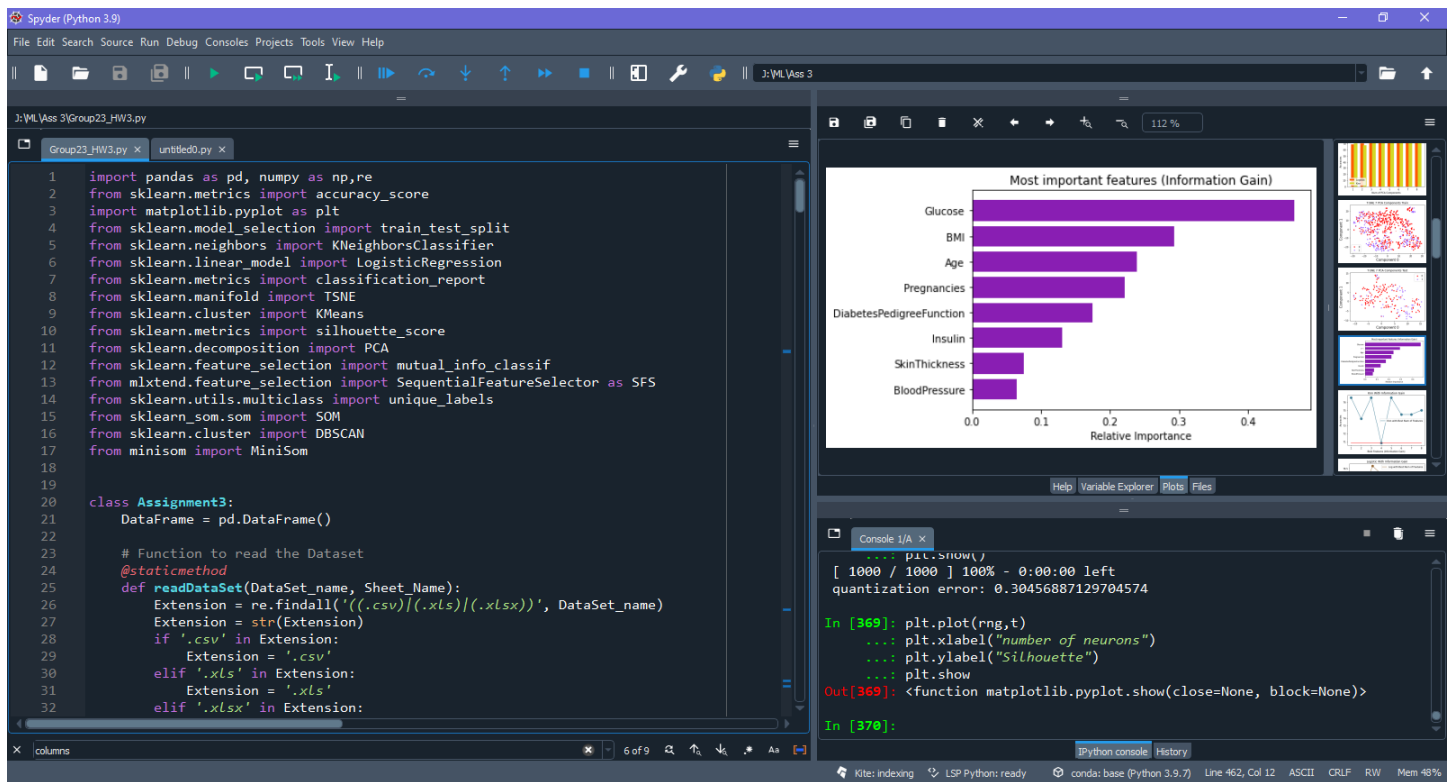 Spyder (Python 3.9)
File Edit Search Source Run Debug Consoles Projects Tools View Help
J:\ML\Ass 3
J:\ML\Ass 3\Group23_HW3.py
Group23_HW3.py
untitled0.py
1 import pandas as pd, numpy as np,re
2 from sklearn.metrics import accuracy_score
3 import matplotlib.pyplot as plt
4 from sklearn.model_selection import train_test_split
5 from sklearn.neighbors import KNeighborsClassifier
6 from sklearn.linear_model import LogisticRegression
7 from sklearn.metrics import classification_report
8 from sklearn.manifold import TSNE
9 from sklearn.cluster import KMeans
10 from sklearn.metrics import silhouette_score
11 from sklearn.decomposition import PCA
12 from sklearn.feature_selection import mutual_info_classif
13 from mlxtend.feature_selection import SequentialFeatureSelector as SFS
14 from sklearn.utils.multiclass import unique_labels
15 from sklearn_som.som import SOM
16 from sklearn.cluster import DBSCAN
17 from minisom import MiniSom
18
19
20 class Assignment3:
21     DataFrame = pd.DataFrame()
22
23     # Function to read the Dataset
24     @staticmethod
25     def readDataSet(DataSet_name, Sheet_Name):
26         Extension = re.findall('((.csv)|(.xls)|(.xlsx))', DataSet_name)
27         Extension = str(Extension)
28         if '.csv' in Extension:
29             Extension = '.csv'
30         elif '.xls' in Extension:
31             Extension = '.xls'
32         elif '.xlsx' in Extension:
columns
6 of 9
Aa
112 %
Most important features (Information Gain)
Glucose
BMI
Age
Pregnancies
DiabetesPedigreeFunction
Insulin
SkinThickness
BloodPressure
0.0 0.1 0.2 0.3 0.4
Relative Importance
Help Variable Explorer Plots Files
Console 1/A
...: plt.show()
[ 1000 / 1000 ] 100% - 0:00:00 left
quantization error: 0.30456887129704574
In [369]: plt.plot(rng,t)
...: plt.xlabel("number of neurons")
...: plt.ylabel("Silhouette")
...: plt.show
Out[369]: <function matplotlib.pyplot.show(close=None, block=None)>
In [370]:
IPython console History
Kite: indexing LSP Python: ready conda: base (Python 3.9.7) Line 462, Col 12 ASCII CRLF RW Mem 48%